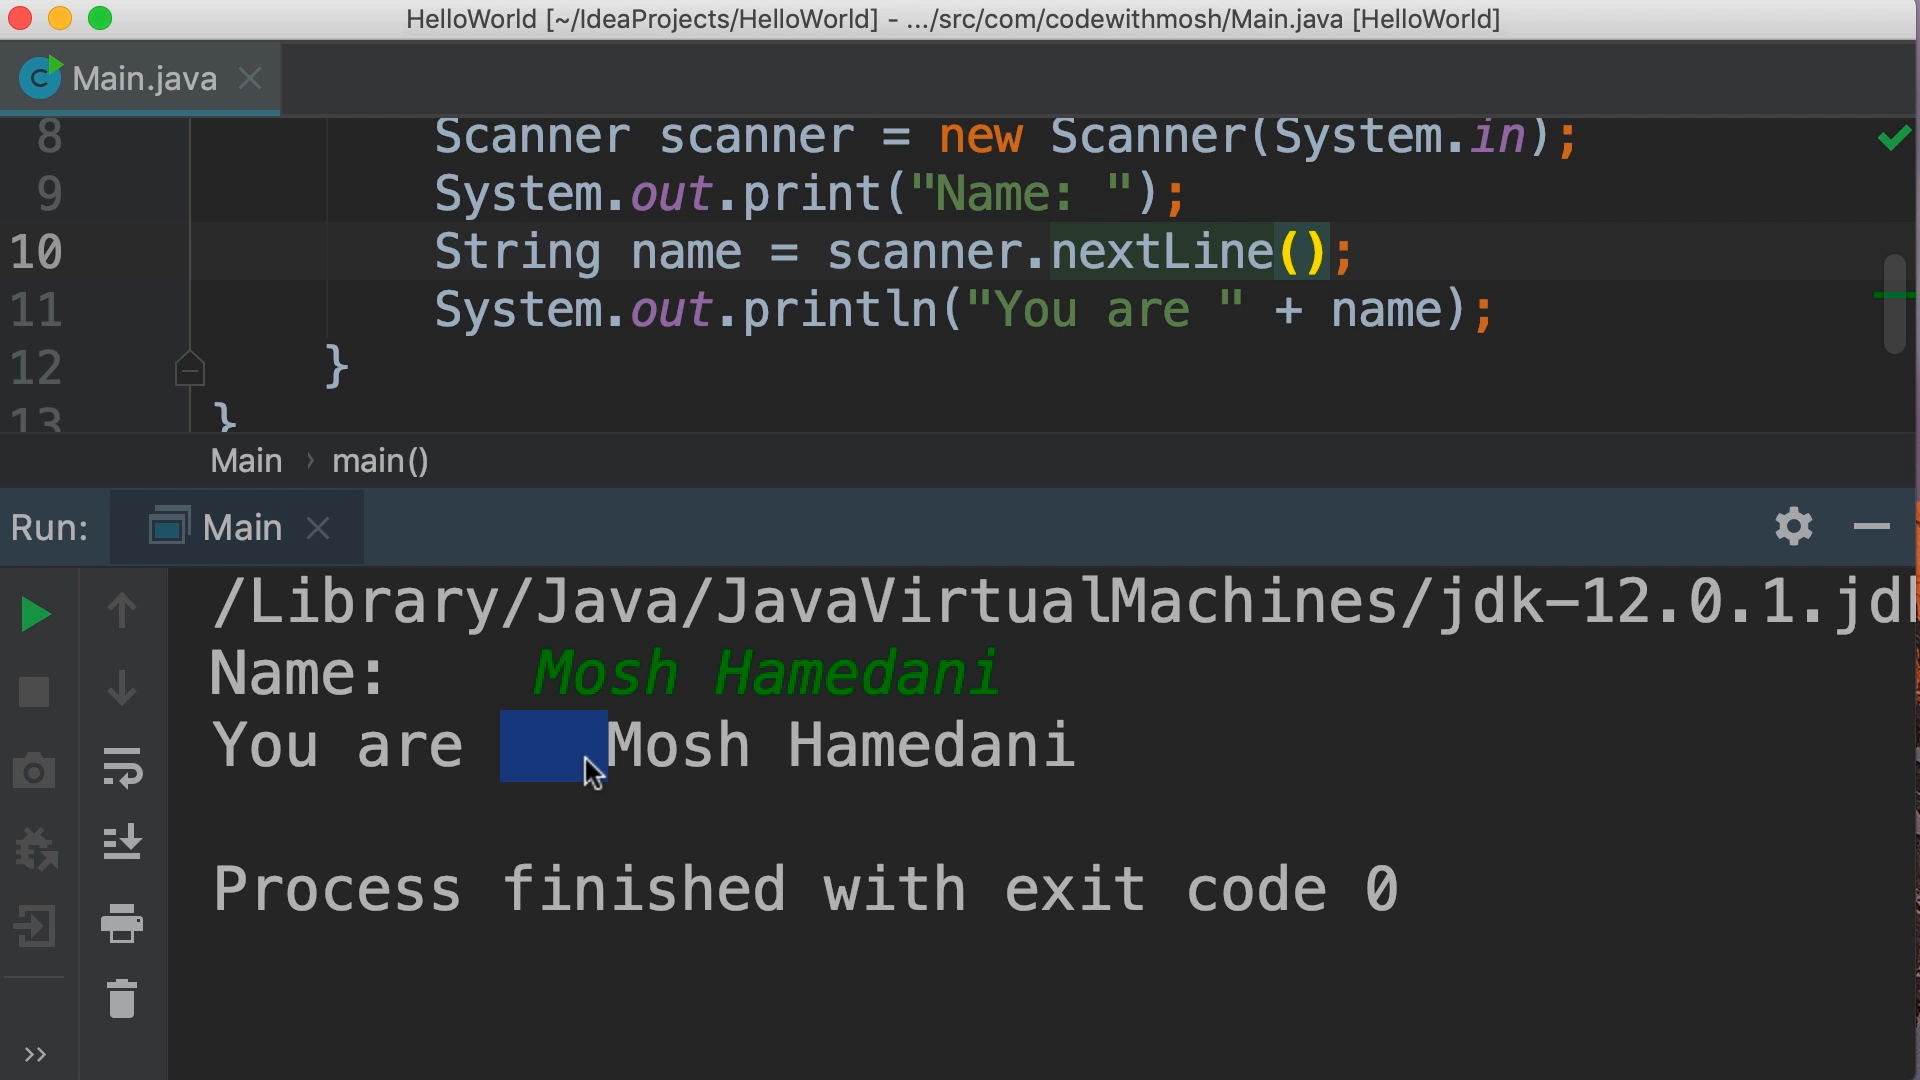 HelloWorld [~/IdeaProjects/HelloWorld] - .../src/com/codewithmosh/Main.java [HelloWorld]
Main.java
8 Scanner scanner = new Scanner(System.in);
9 System.out.print("Name: ");
10 String name = scanner.nextLine();
11 System.out.println("You are " + name);
12 }
13 }
Main › main()
Run: Main
/Library/Java/JavaVirtualMachines/jdk-12.0.1.jdk
Name:    Mosh Hamedani
You are    Mosh Hamedani
Process finished with exit code 0